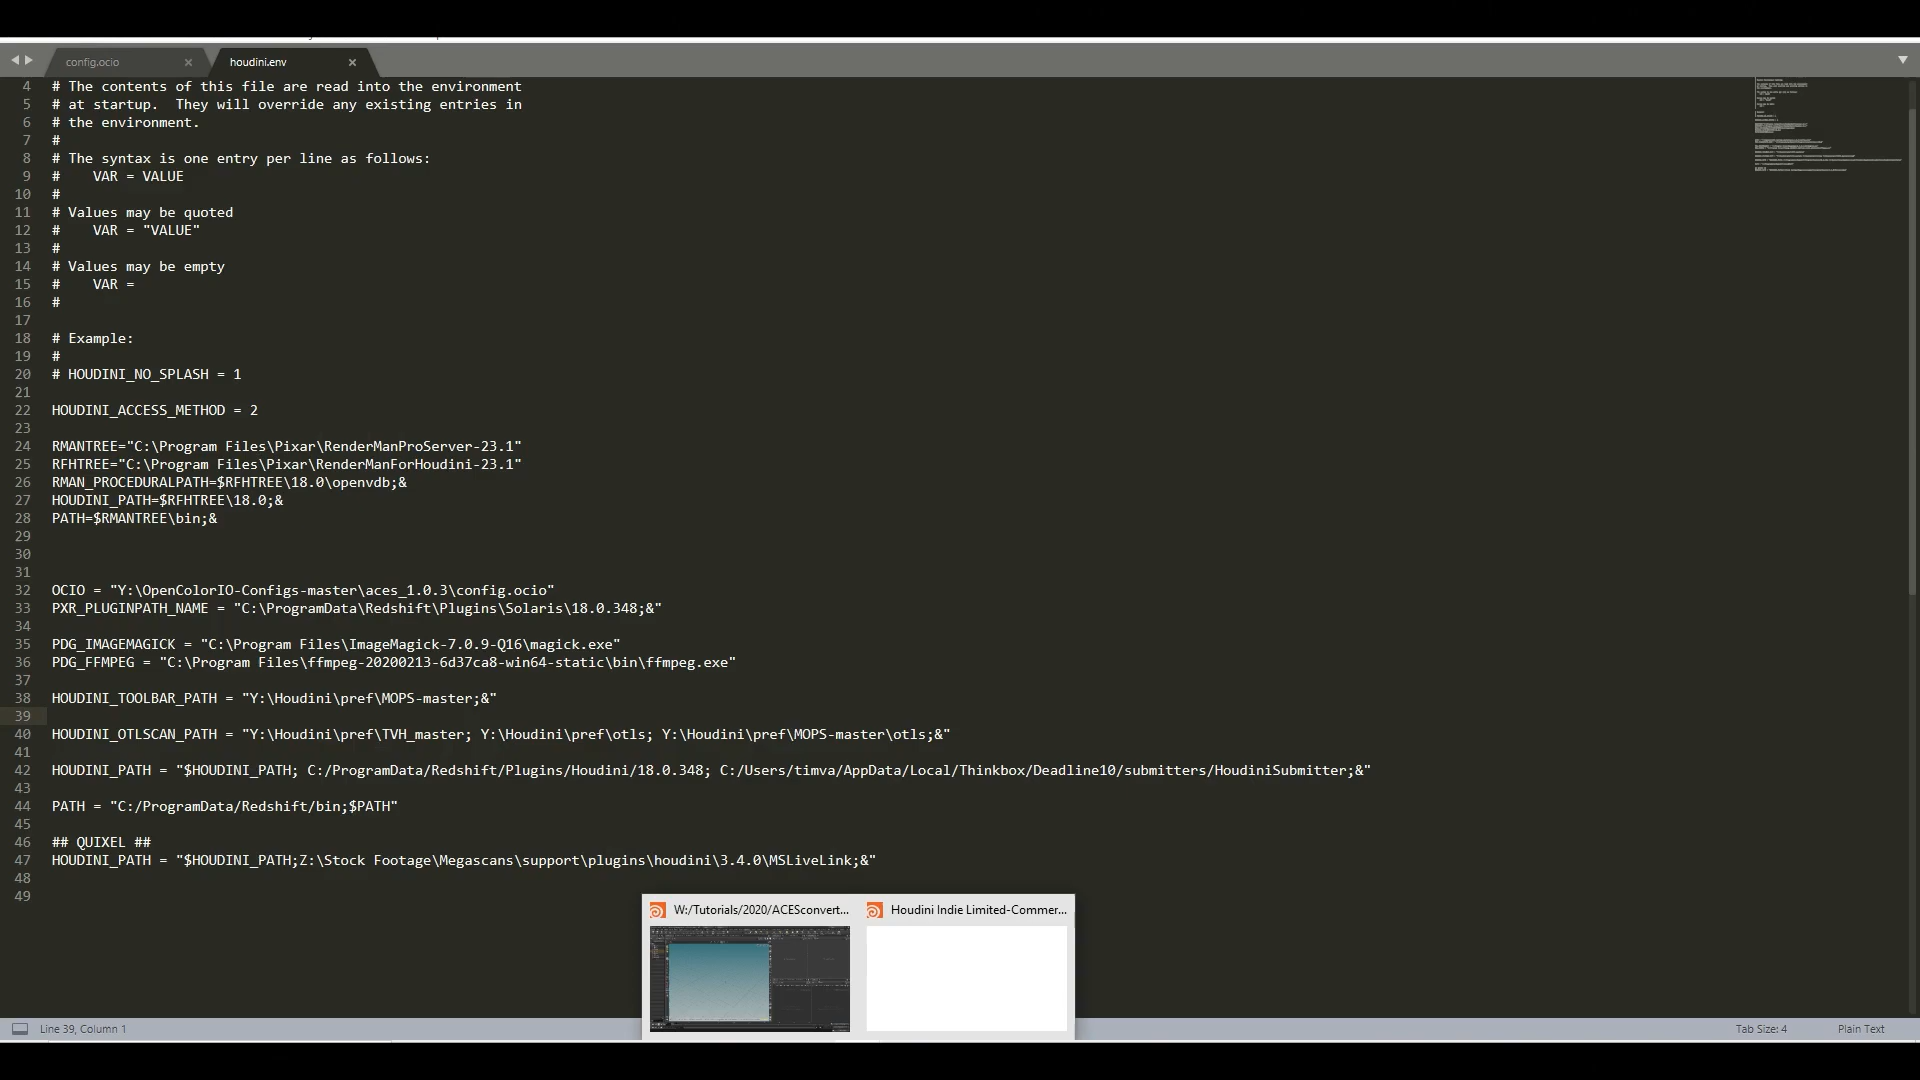 config.ocio
houdini.env
4 # The contents of this file are read into the environment
5 # at startup.  They will override any existing entries in
6 # the environment.
7 #
8 # The syntax is one entry per line as follows:
9 #    VAR = VALUE
10 #
11 # Values may be quoted
12 #    VAR = "VALUE"
13 #
14 # Values may be empty
15 #    VAR =
16 #
17
18 # Example:
19 #
20 # HOUDINI_NO_SPLASH = 1
21
22 HOUDINI_ACCESS_METHOD = 2
23
24 RMANTREE="C:\Program Files\Pixar\RenderManProServer-23.1"
25 RFHTREE="C:\Program Files\Pixar\RenderManForHoudini-23.1"
26 RMAN_PROCEDURALPATH=$RFHTREE\18.0\openvdb;&
27 HOUDINI_PATH=$RFHTREE\18.0;&
28 PATH=$RMANTREE\bin;&
29
30
31
32 OCIO = "Y:\OpenColorIO-Configs-master\aces_1.0.3\config.ocio"
33 PXR_PLUGINPATH_NAME = "C:\ProgramData\Redshift\Plugins\Solaris\18.0.348;&"
34
35 PDG_IMAGEMAGICK = "C:\Program Files\ImageMagick-7.0.9-Q16\magick.exe"
36 PDG_FFMPEG = "C:\Program Files\ffmpeg-20200213-6d37ca8-win64-static\bin\ffmpeg.exe"
37
38 HOUDINI_TOOLBAR_PATH = "Y:\Houdini\pref\MOPS-master;&"
39
40 HOUDINI_OTLSCAN_PATH = "Y:\Houdini\pref\TVH_master; Y:\Houdini\pref\otls; Y:\Houdini\pref\MOPS-master\otls;&"
41
42 HOUDINI_PATH = "$HOUDINI_PATH; C:/ProgramData/Redshift/Plugins/Houdini/18.0.348; C:/Users/timva/AppData/Local/Thinkbox/Deadline10/submitters/HoudiniSubmitter;&"
43
44 PATH = "C:/ProgramData/Redshift/bin;$PATH"
45
46 ## QUIXEL ##
47 HOUDINI_PATH = "$HOUDINI_PATH;Z:\Stock Footage\Megascans\support\plugins\houdini\3.4.0\MSLiveLink;&"
48
49
W:/Tutorials/2020/ACESconvert...
Houdini Indie Limited-Commer...
Line 39, Column 1
Tab Size: 4
Plain Text